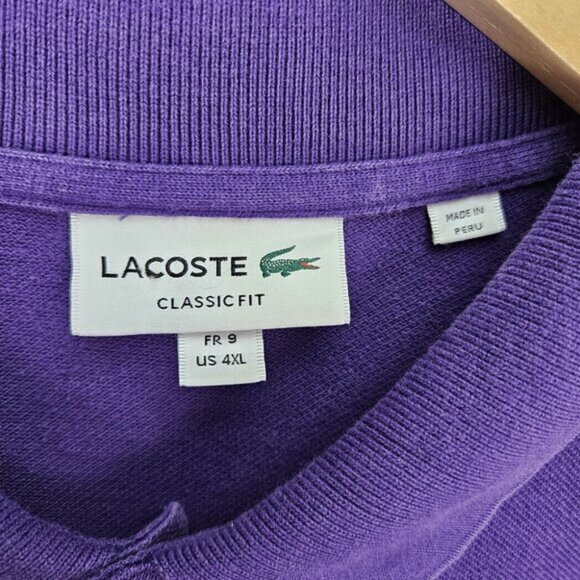 LACOSTE
CLASSIC FIT
FR 9
US 4XL
MADE IN
PERU